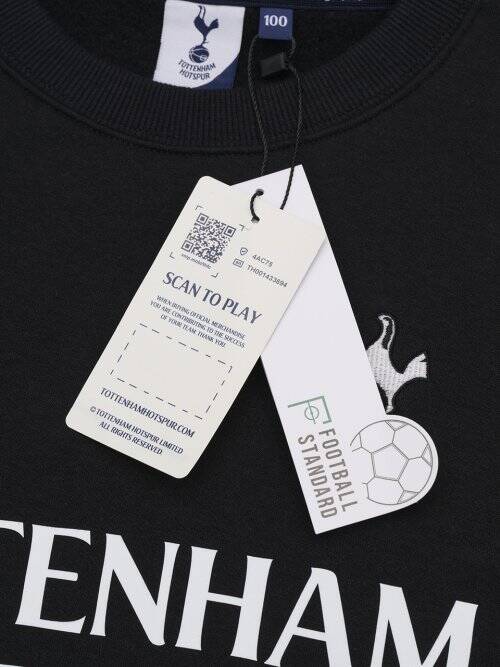 TOTTENHAM
HOTSPUR
100
4AC75
TH001433694
SCAN TO PLAY
WHEN BUYING OFFICIAL MERCHANDISE
YOU ARE CONTRIBUTING TO THE SUCCESS
OF YOUR TEAM. THANK YOU.
TOTTENHAMHOTSPUR.COM
© TOTTENHAM HOTSPUR LIMITED
ALL RIGHTS RESERVED
FOOTBALL
STANDARD
TENHAM